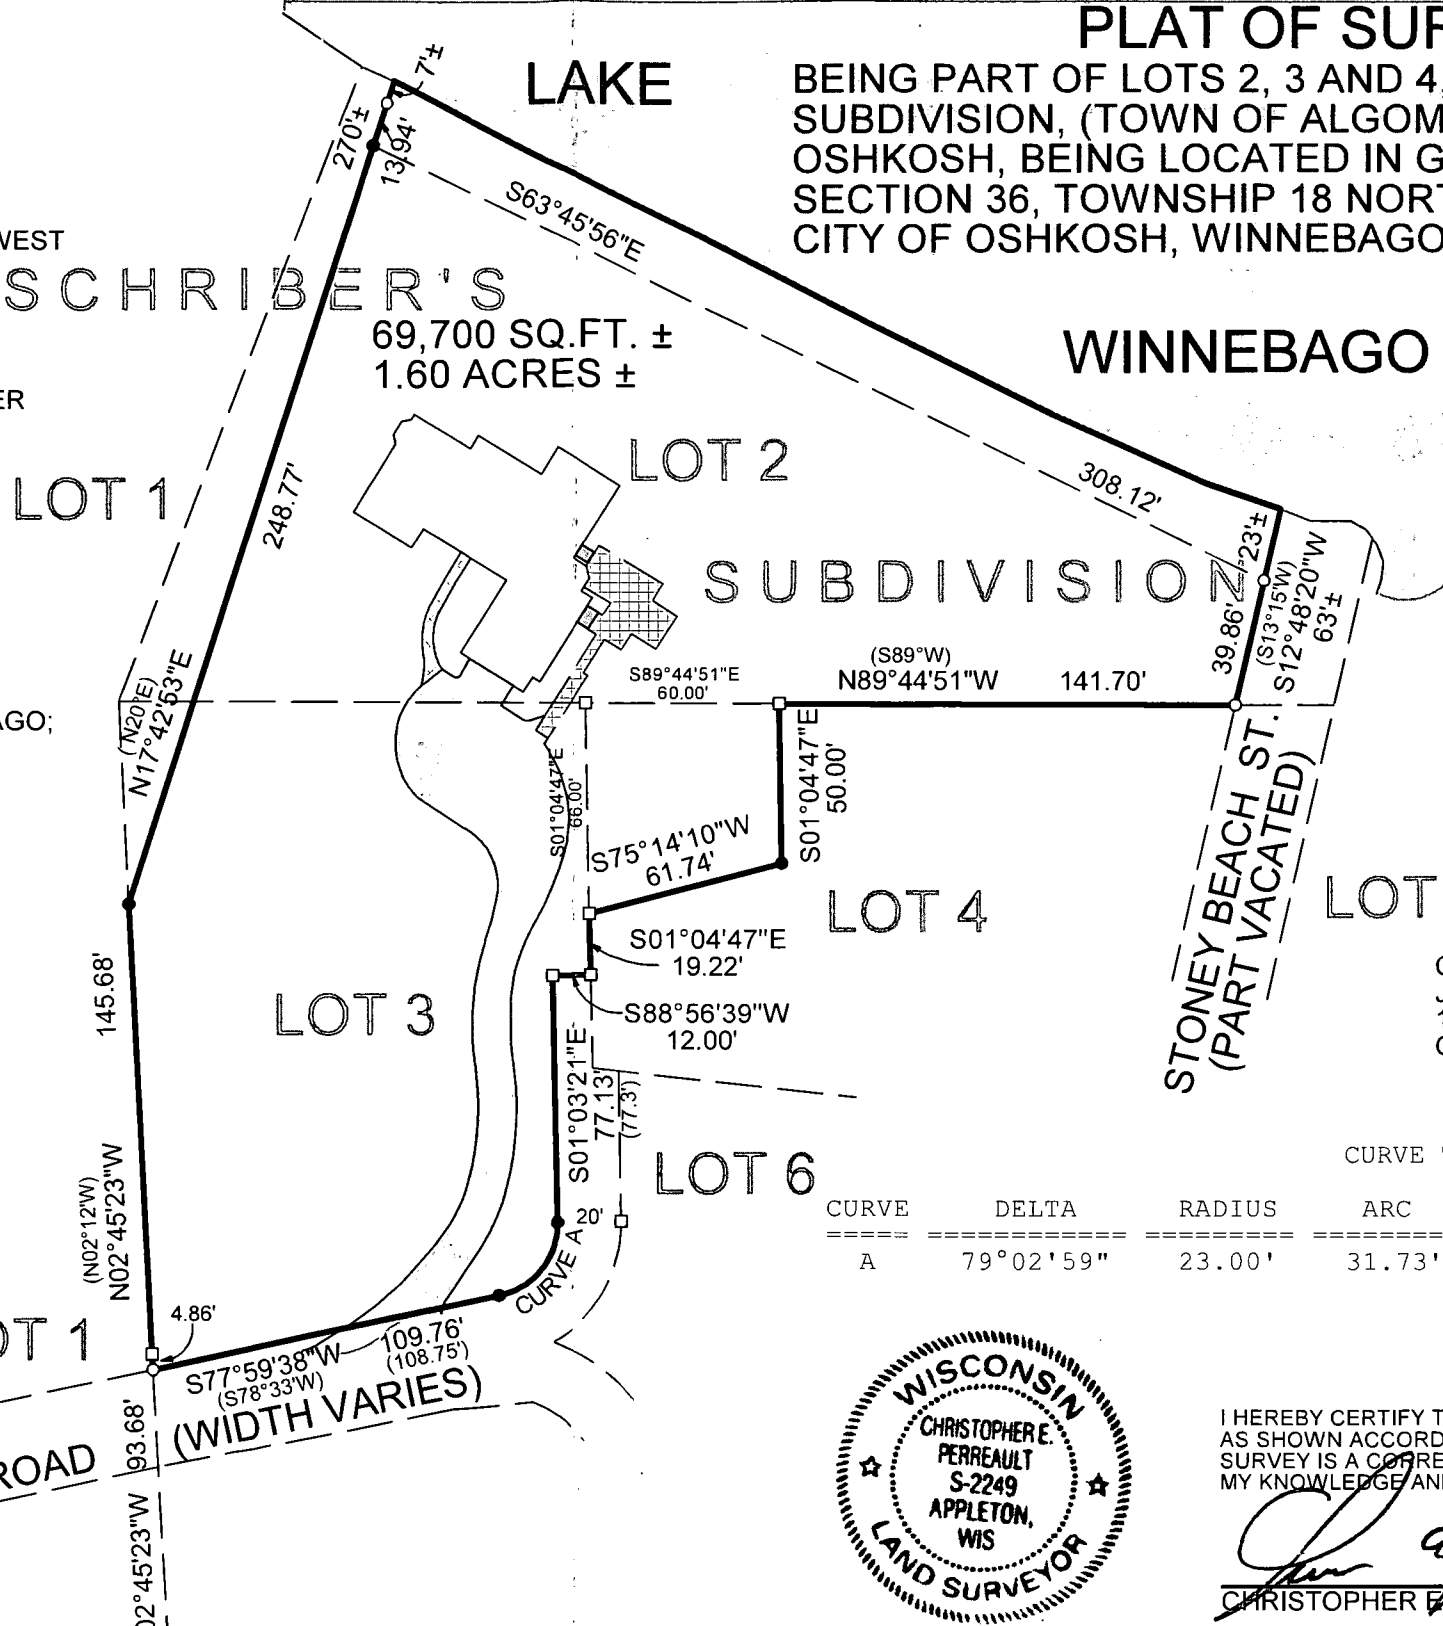 PLAT OF SUR
BEING PART OF LOTS 2, 3 AND 4,
SUBDIVISION, (TOWN OF ALGOM
OSHKOSH, BEING LOCATED IN G
SECTION 36, TOWNSHIP 18 NORT
CITY OF OSHKOSH, WINNEBAGO
LAKE
WINNEBAGO
7'±
270'±
13.94'
S63°45'56"E
308.12'
WEST
SCHRIBER'S
69,700 SQ.FT. ±
1.60 ACRES ±
ER
LOT 2
LOT 1
248.77'
SUBDIVISION
23'±
39.86'
(S13°15'W)
S12°48'20"W
63'±
(S89°W)
N89°44'51"W 141.70'
S89°44'51"E
60.00'
(N20°E)
N17°42'53"E
AGO;
S01°04'47"E
66.00'
S01°04'47"E
50.00'
S75°14'10"W
61.74'
STONEY BEACH ST.
(PART VACATED)
LOT 4
LOT
S01°04'47"E
19.22'
S88°56'39"W
12.00'
145.68'
LOT 3
S01°03'21"E
77.13'
(77.3')
LOT 6
(N02°12'W)
N02°45'23"W
20'
CURVE A
4.86'
OT 1
S77°59'38"W 109.76'
(S78°33'W) (108.75')
(WIDTH VARIES)
ROAD
93.68'
02°45'23"W
CURVE "
CURVE DELTA RADIUS ARC
===== ============= ========= ========
A 79°02'59" 23.00' 31.73'
WISCONSIN
CHRISTOPHER E.
PERREAULT
S-2249
APPLETON,
WIS
LAND SURVEYOR
I HEREBY CERTIFY T
AS SHOWN ACCORD
SURVEY IS A CORRE
MY KNOWLEDGE AN
CHRISTOPHER E